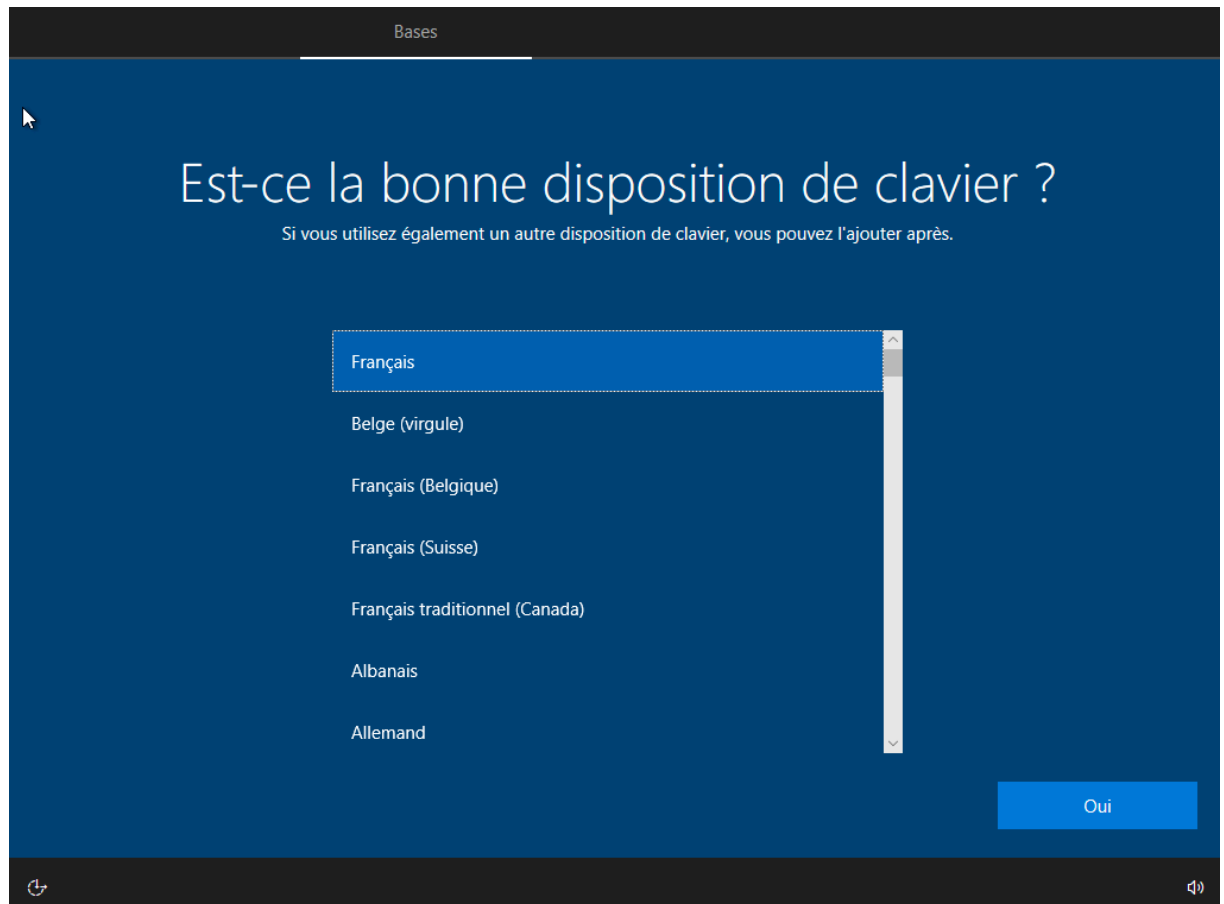 Bases
Est-ce la bonne disposition de clavier ?
Si vous utilisez également un autre disposition de clavier, vous pouvez l'ajouter après.
Français
Belge (virgule)
Français (Belgique)
Français (Suisse)
Français traditionnel (Canada)
Albanais
Allemand
Oui